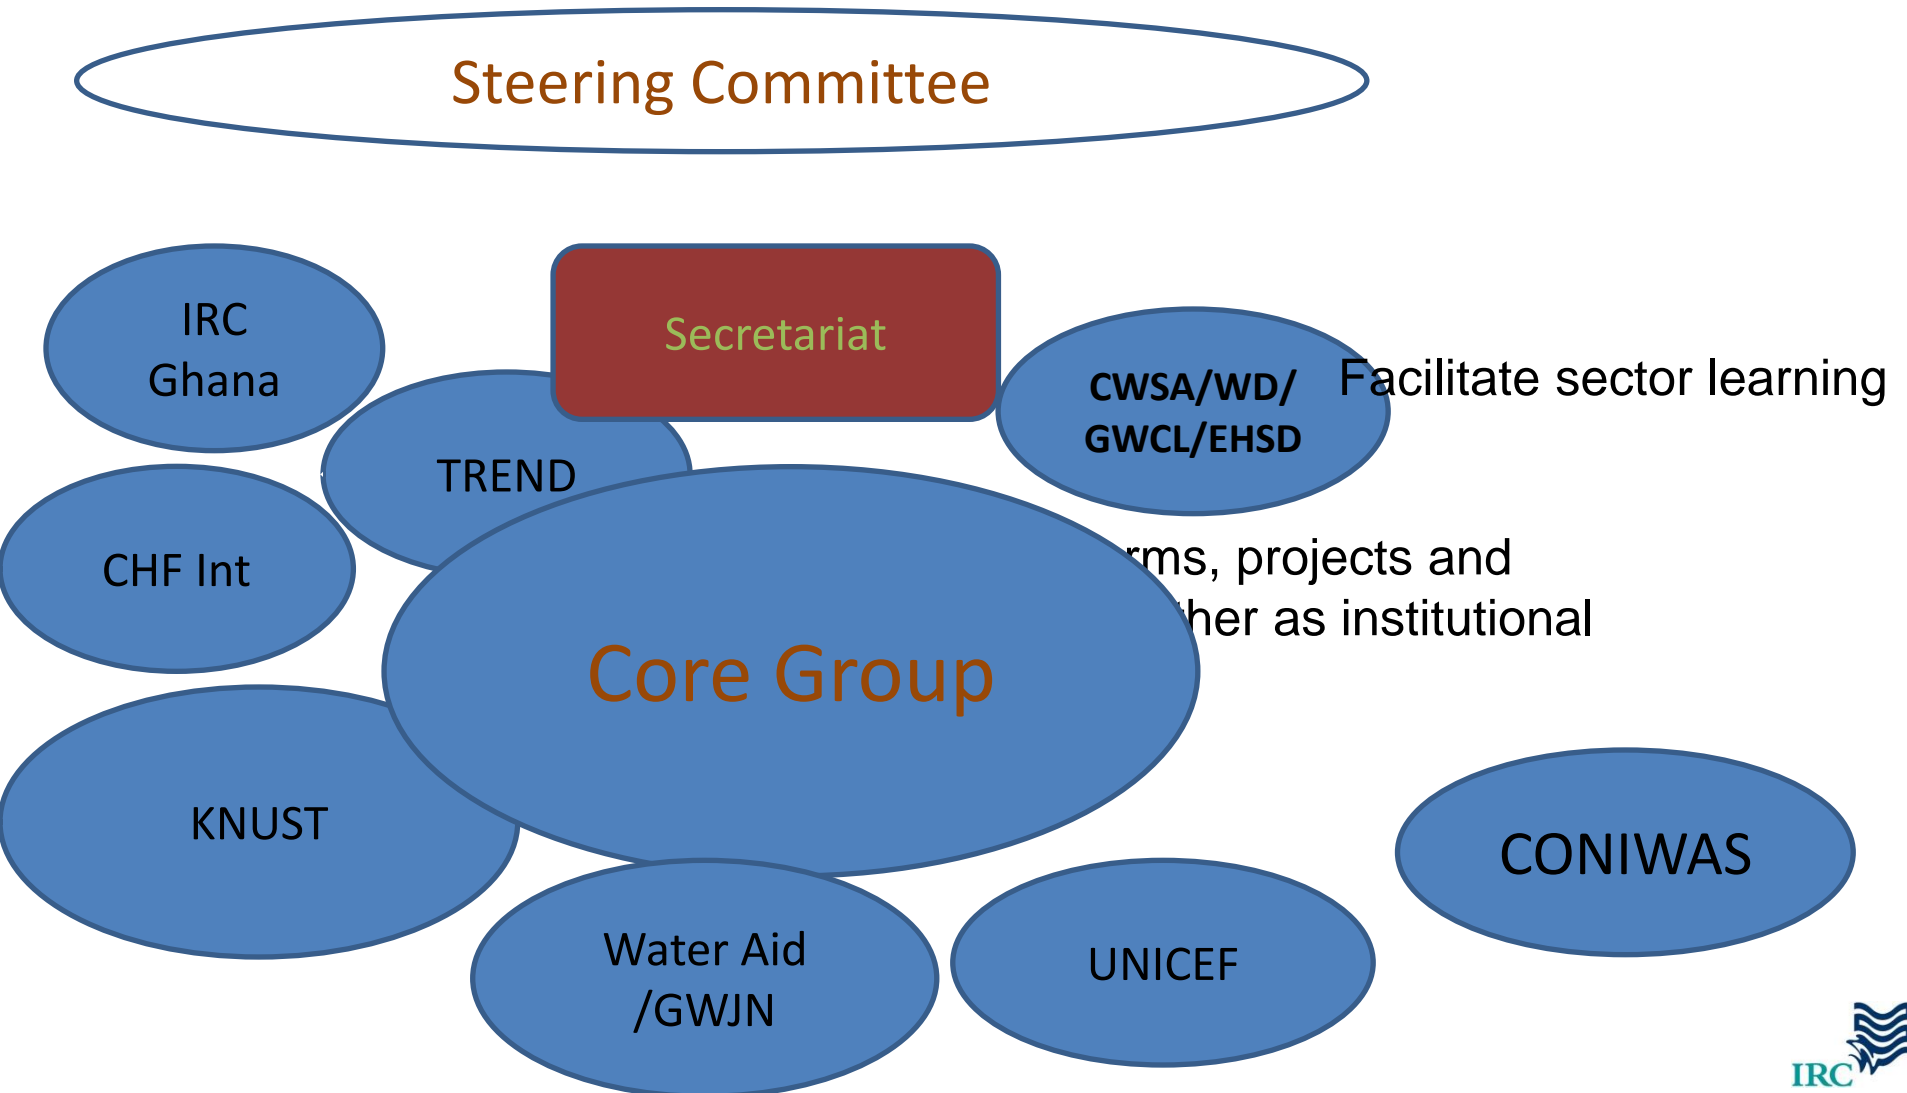 Steering Committee
IRC
Ghana
Secretariat
CWSA/WD/
GWCL/EHSD
Facilitate sector learning
TREND
CHF Int
rms, projects and
her as institutional
Core Group
KNUST
CONIWAS
Water Aid
/GWJN
UNICEF
IRC